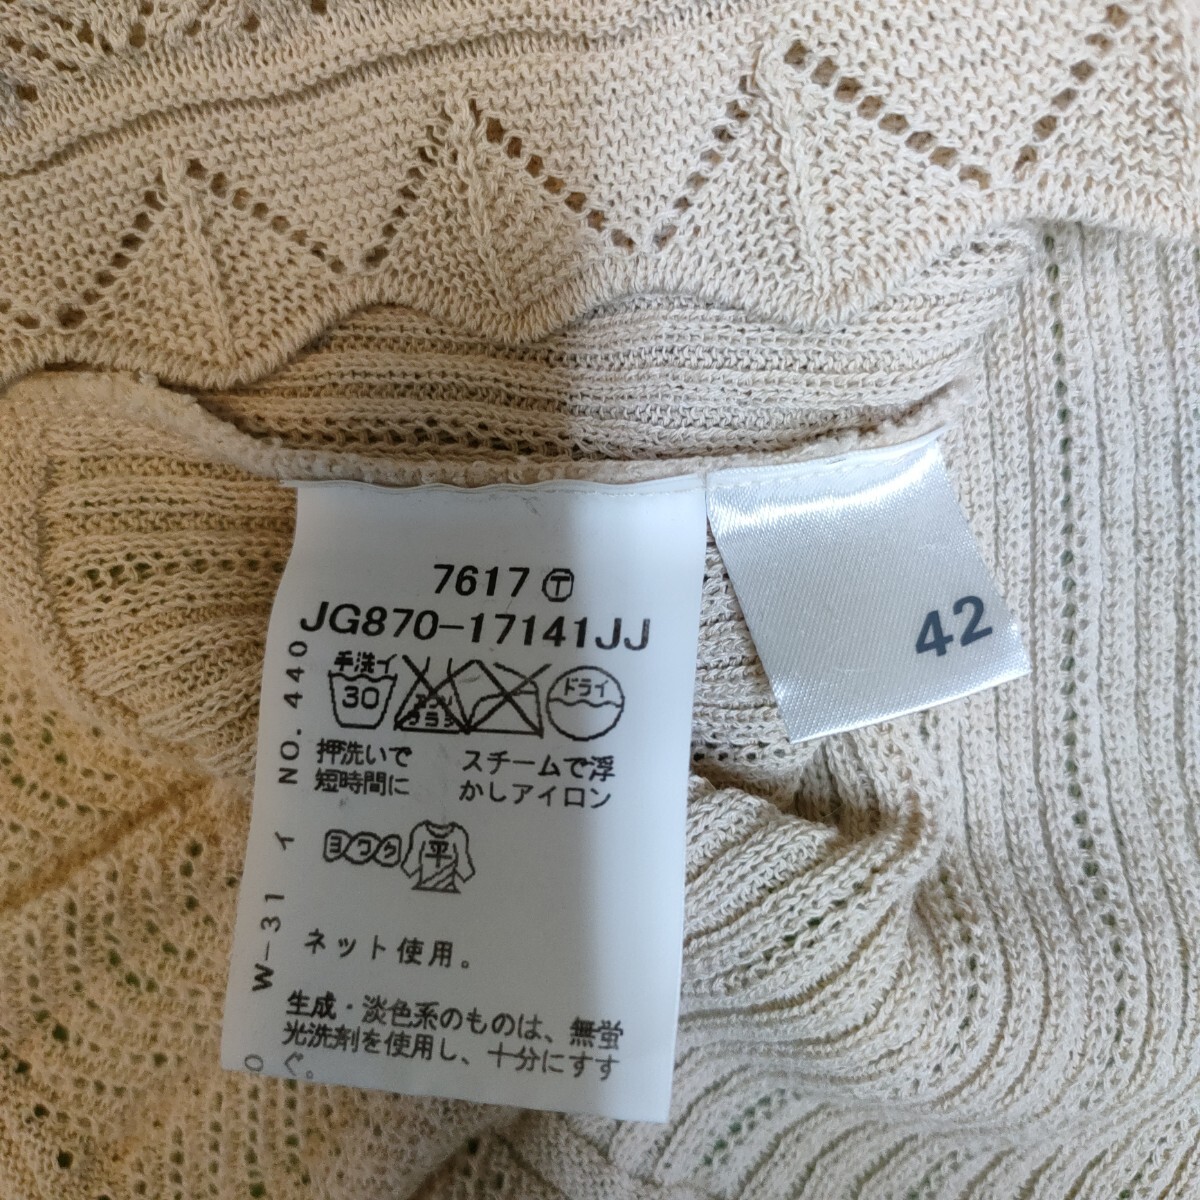 7617 Ⓣ
JG870-17141JJ
手洗イ
30
ドライ
押洗いで
短時間に
スチームで浮
かしアイロン
ヨワク
平
ネット使用。
生成・淡色系のものは、無蛍
光洗剤を使用し、十分にすす
ぐ。
W-31 イ NO. 440
42